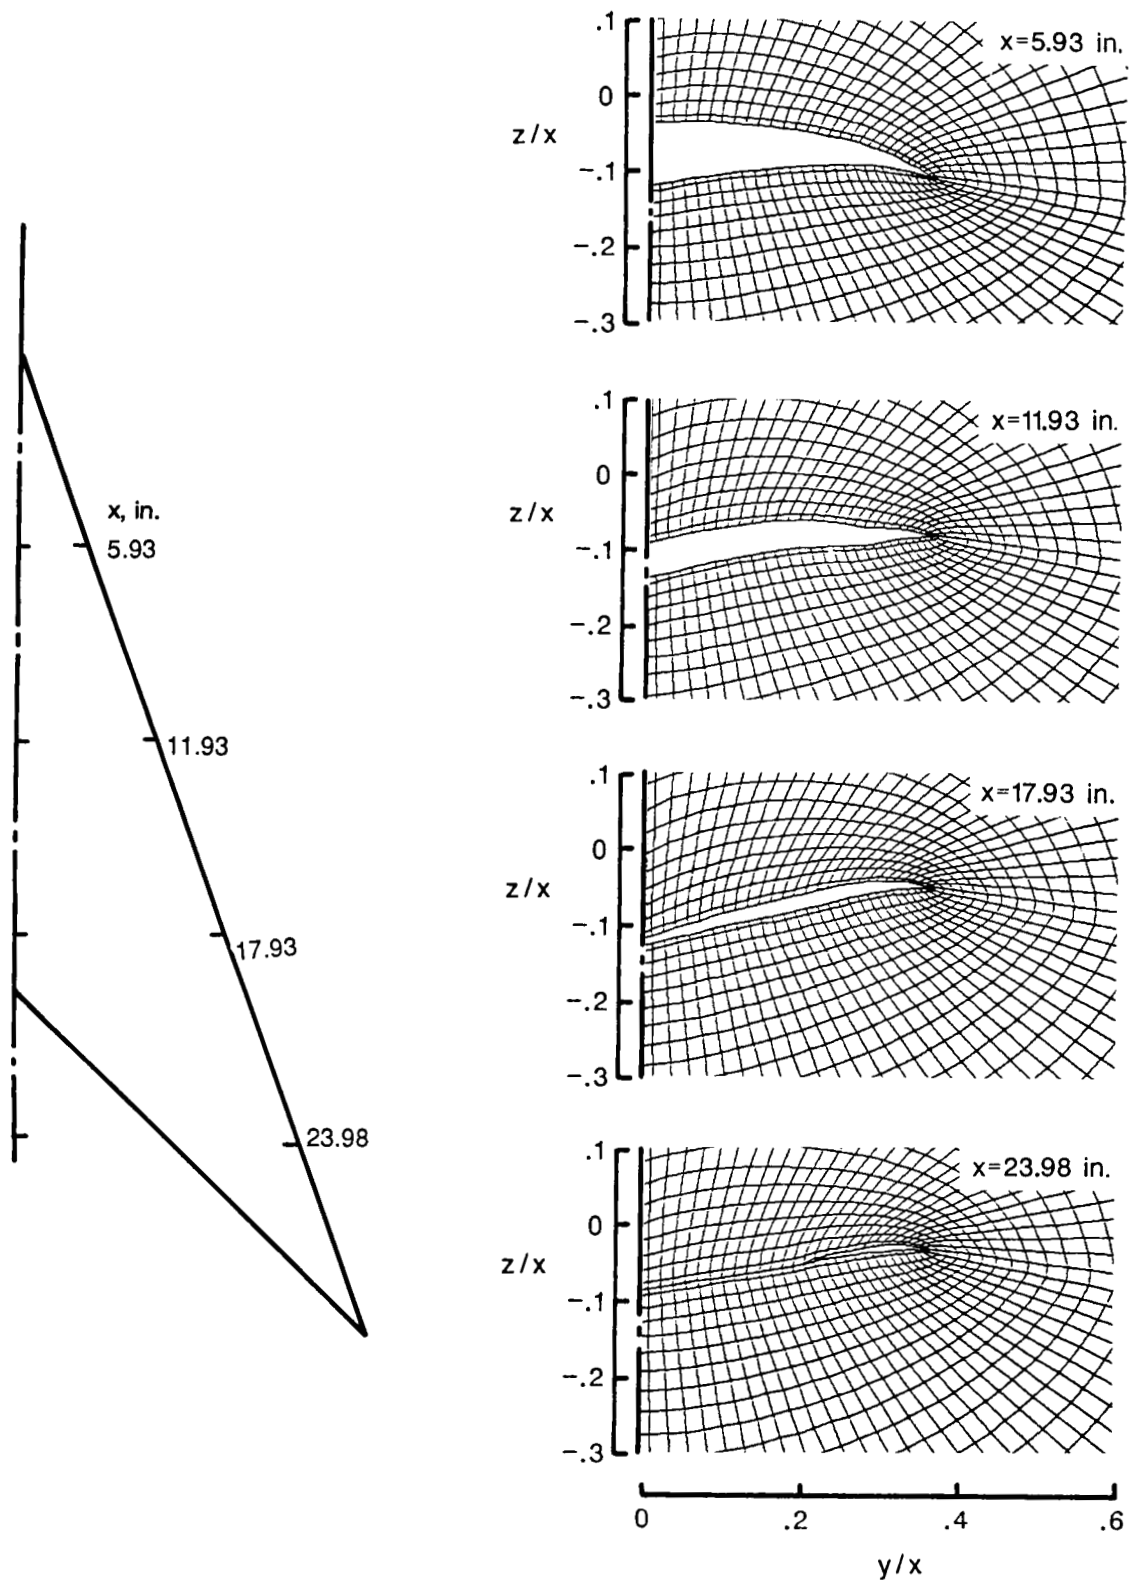 x, in.
5.93
11.93
17.93
23.98
.1
x=5.93 in.
0
z/x
-.1
-.2
-.3
.1
x=11.93 in.
0
z/x
-.1
-.2
-.3
.1
x=17.93 in.
0
z/x
-.1
-.2
-.3
.1
x=23.98 in.
0
z/x
-.1
-.2
-.3
0 .2 .4 .6
y/x